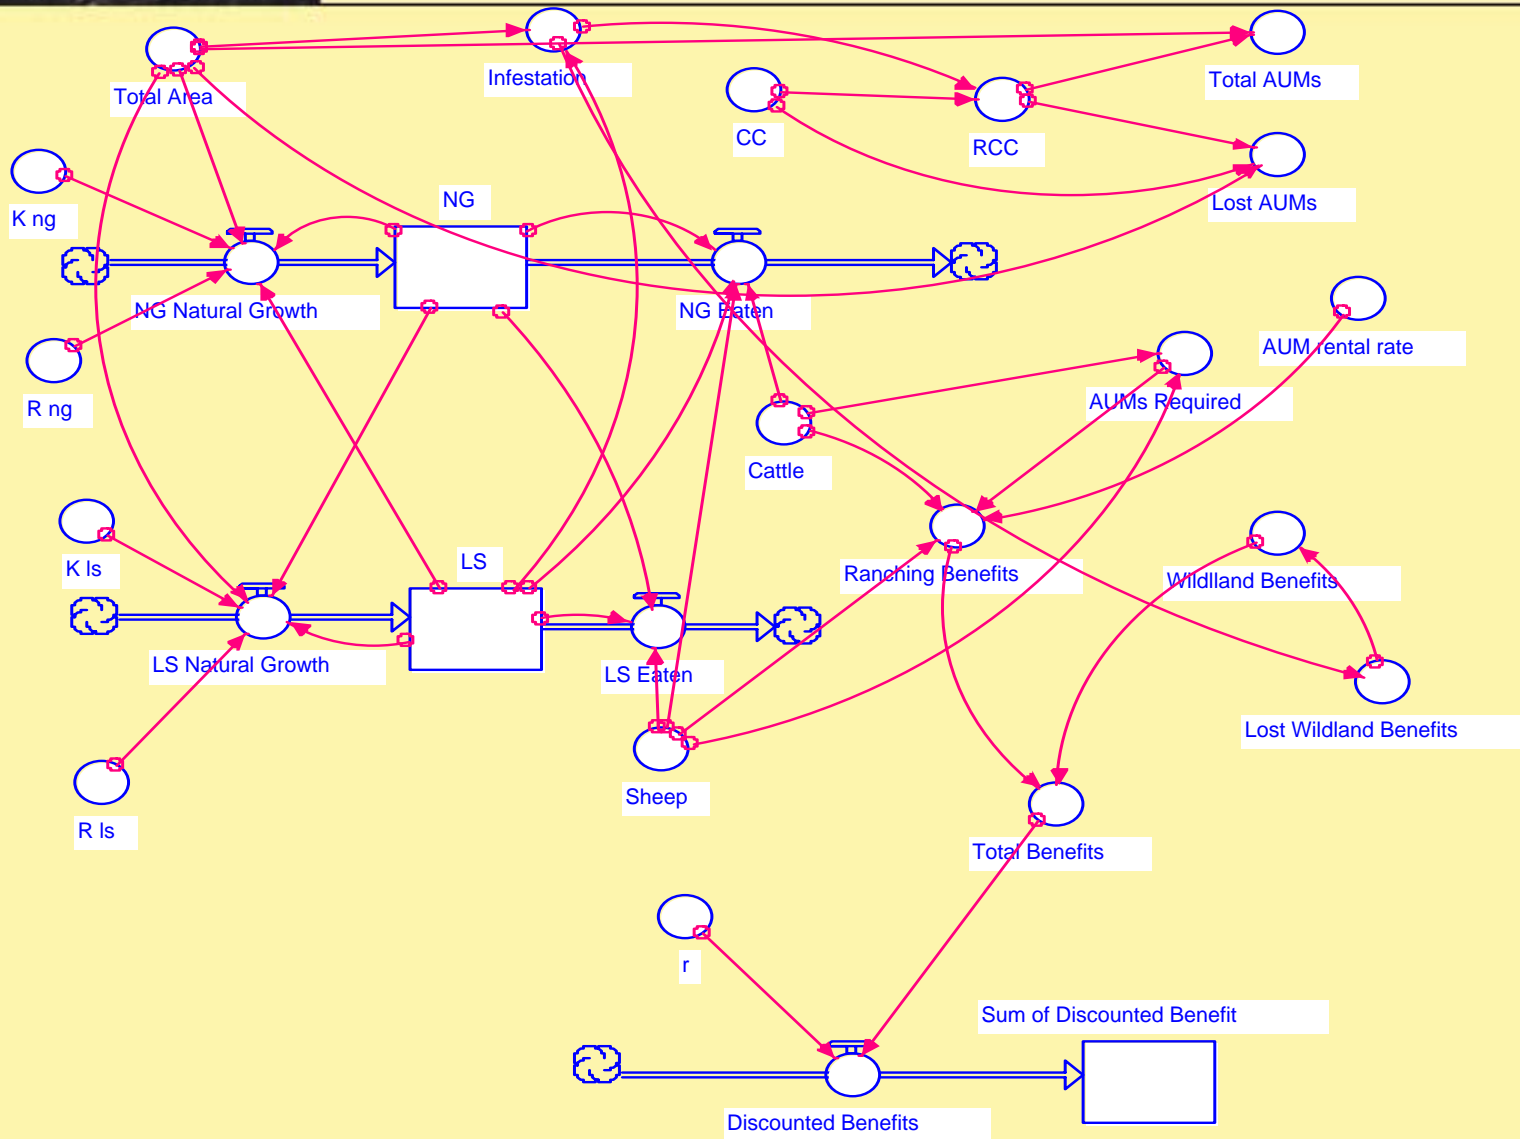 Infestation
Total AUMs
Total Area
CC
RCC
NG
Lost AUMs
K ng
NG Natural Growth
NG Eaten
AUM rental rate
R ng
AUMs Required
Cattle
K ls
LS
Ranching Benefits
WIldlland Benefits
LS Natural Growth
LS Eaten
Lost Wildland Benefits
Sheep
R ls
Total Benefits
r
Sum of Discounted Benefit
Discounted Benefits